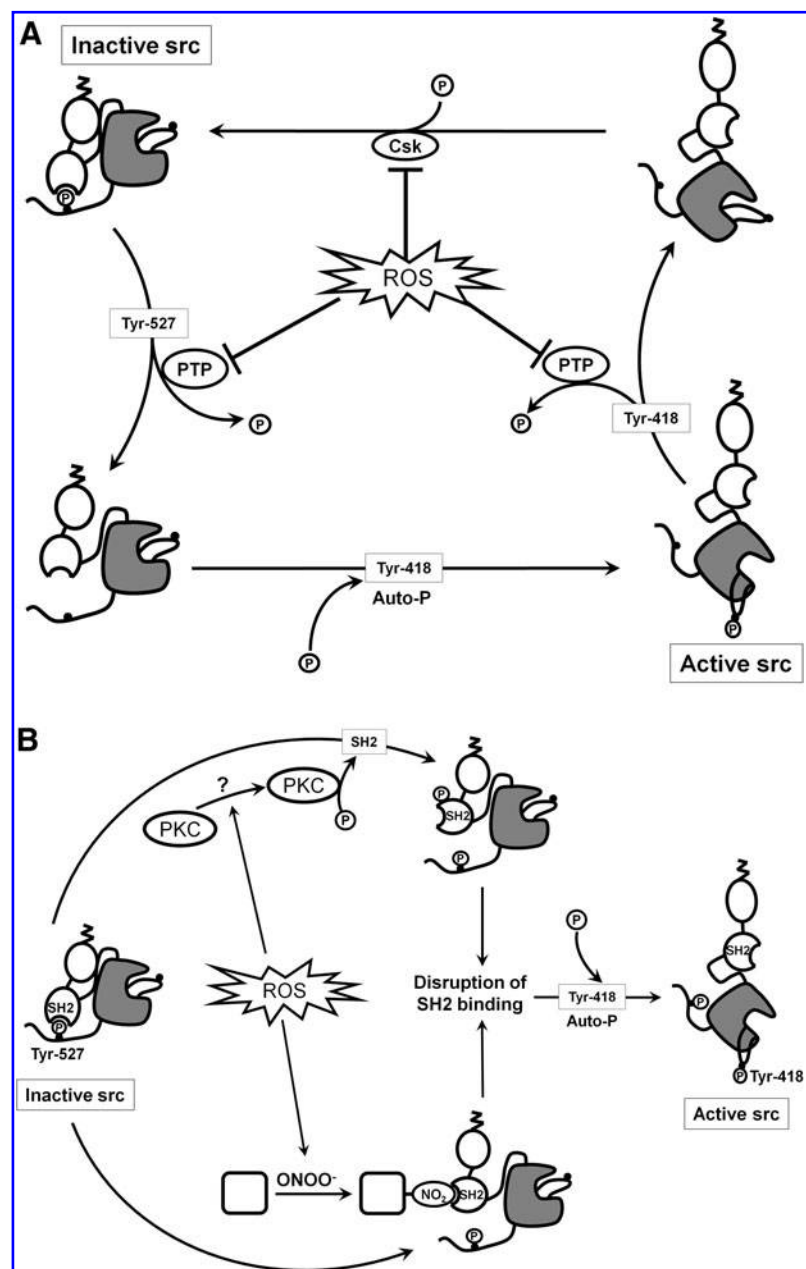 A
Inactive src
P
Csk
P
ROS
Tyr-527
PTP
P
PTP
P
Tyr-418
Tyr-418
Auto-P
P
P
Active src
B
SH2
?
PKC
PKC
P
P
SH2
P
P
ROS
SH2
P
Tyr-527
Inactive src
Disruption of
SH2 binding
Tyr-418
Auto-P
SH2
P
P
Tyr-418
Active src
ONOO⁻
NO₂
SH2
P